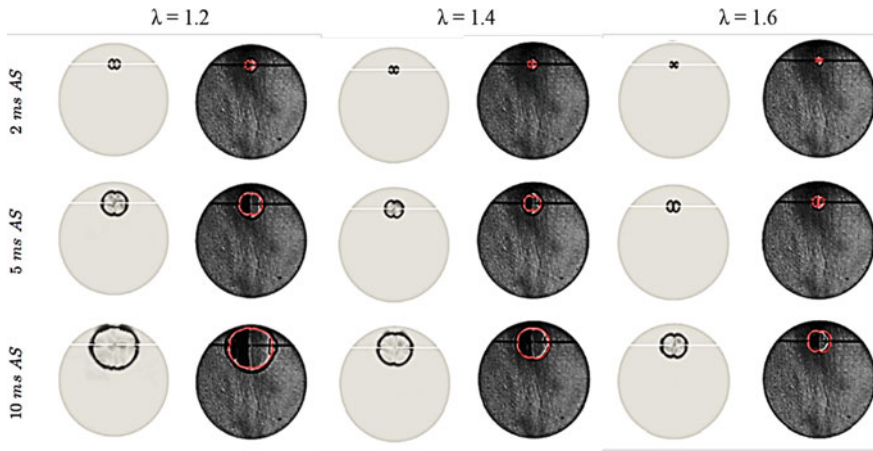 λ = 1.2
λ = 1.4
λ = 1.6
2 ms AS
5 ms AS
10 ms AS